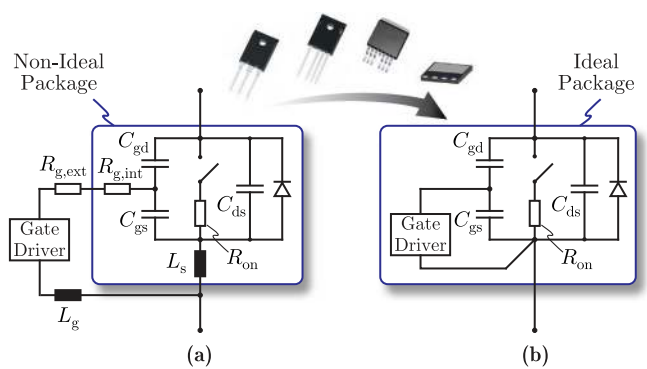 Non-Ideal
Package
Ideal
Package
R_g,ext
R_g,int
C_gd
C_gs
C_ds
R_on
L_s
L_g
Gate
Driver
(a)
C_gd
C_gs
C_ds
R_on
Gate
Driver
(b)